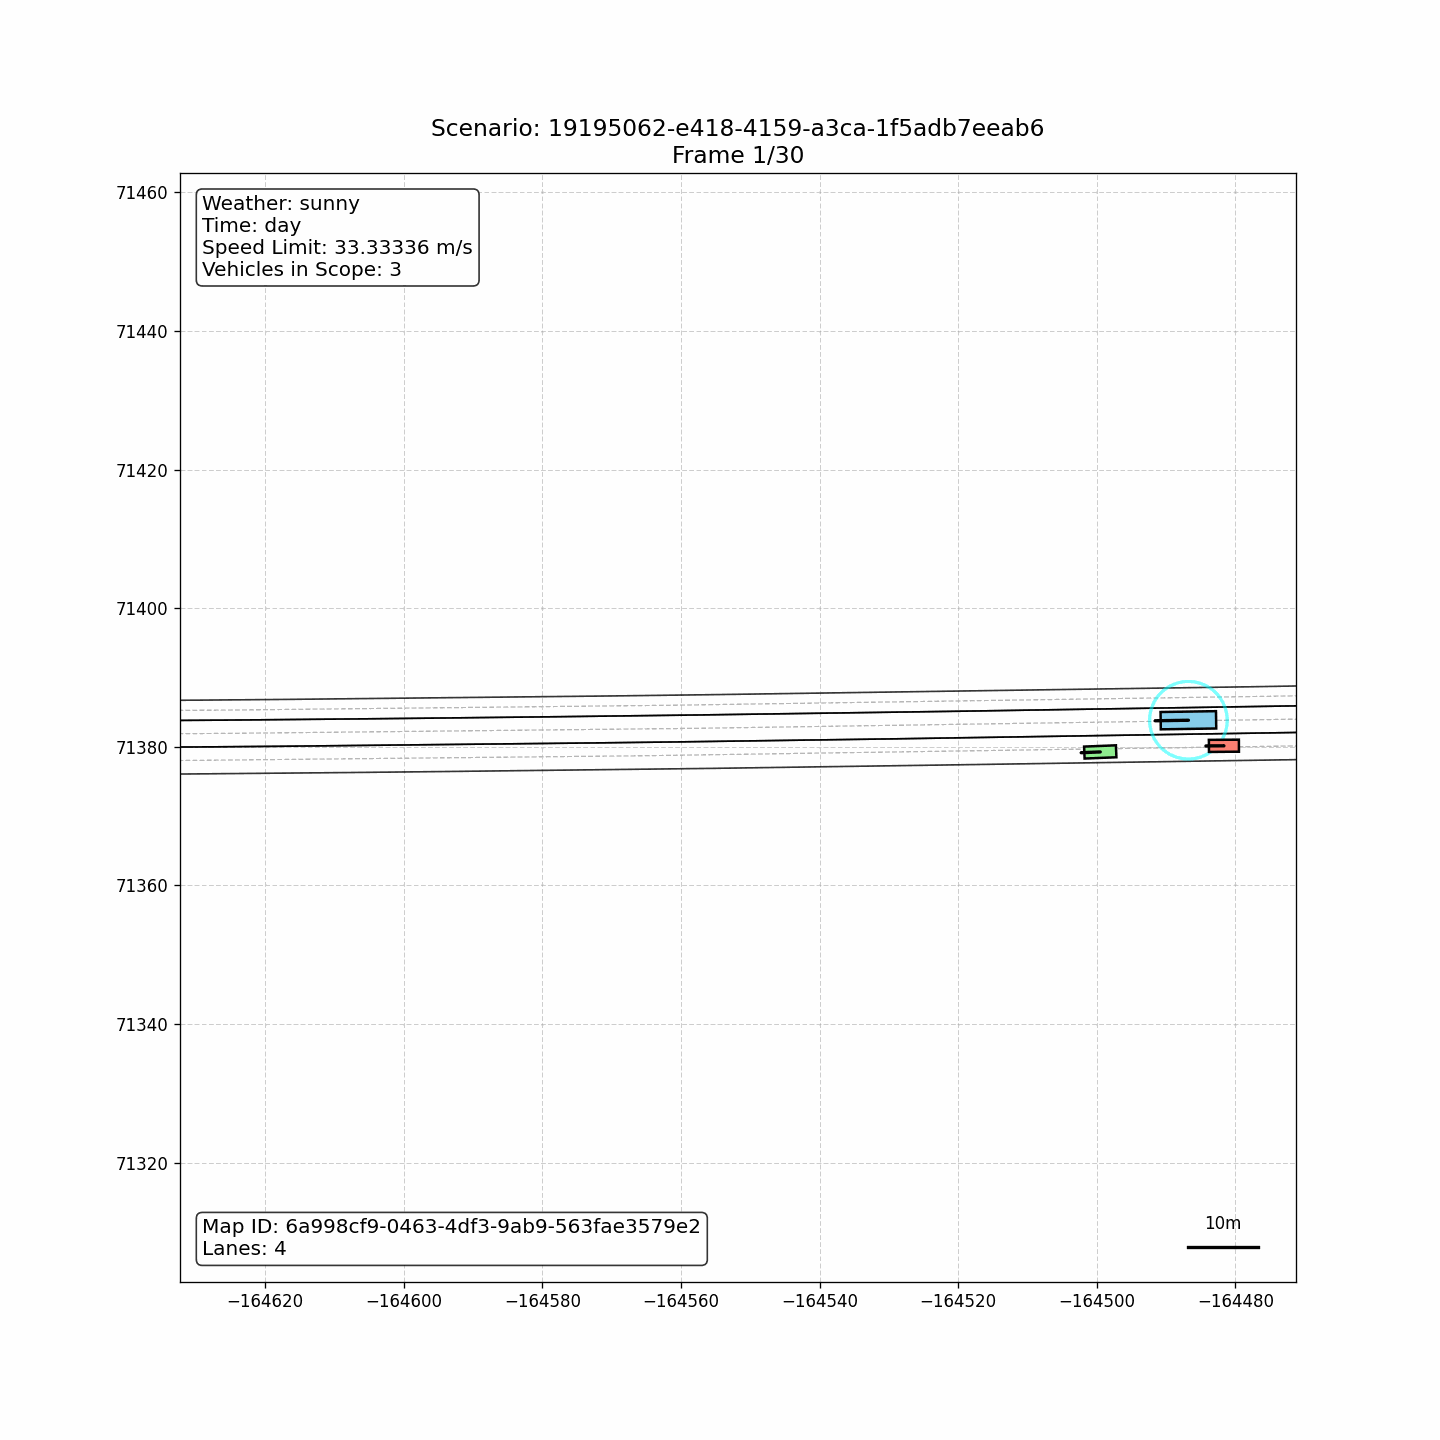 Scenario: 19195062-e418-4159-a3ca-1f5adb7eeab6
Frame 1/30
Weather: sunny
Time: day
Speed Limit: 33.33336 m/s
Vehicles in Scope: 3
71460
71440
71420
71400
71380
71360
71340
71320
Map ID: 6a998cf9-0463-4df3-9ab9-563fae3579e2
Lanes: 4
10m
−164620 −164600 −164580 −164560 −164540 −164520 −164500 −164480